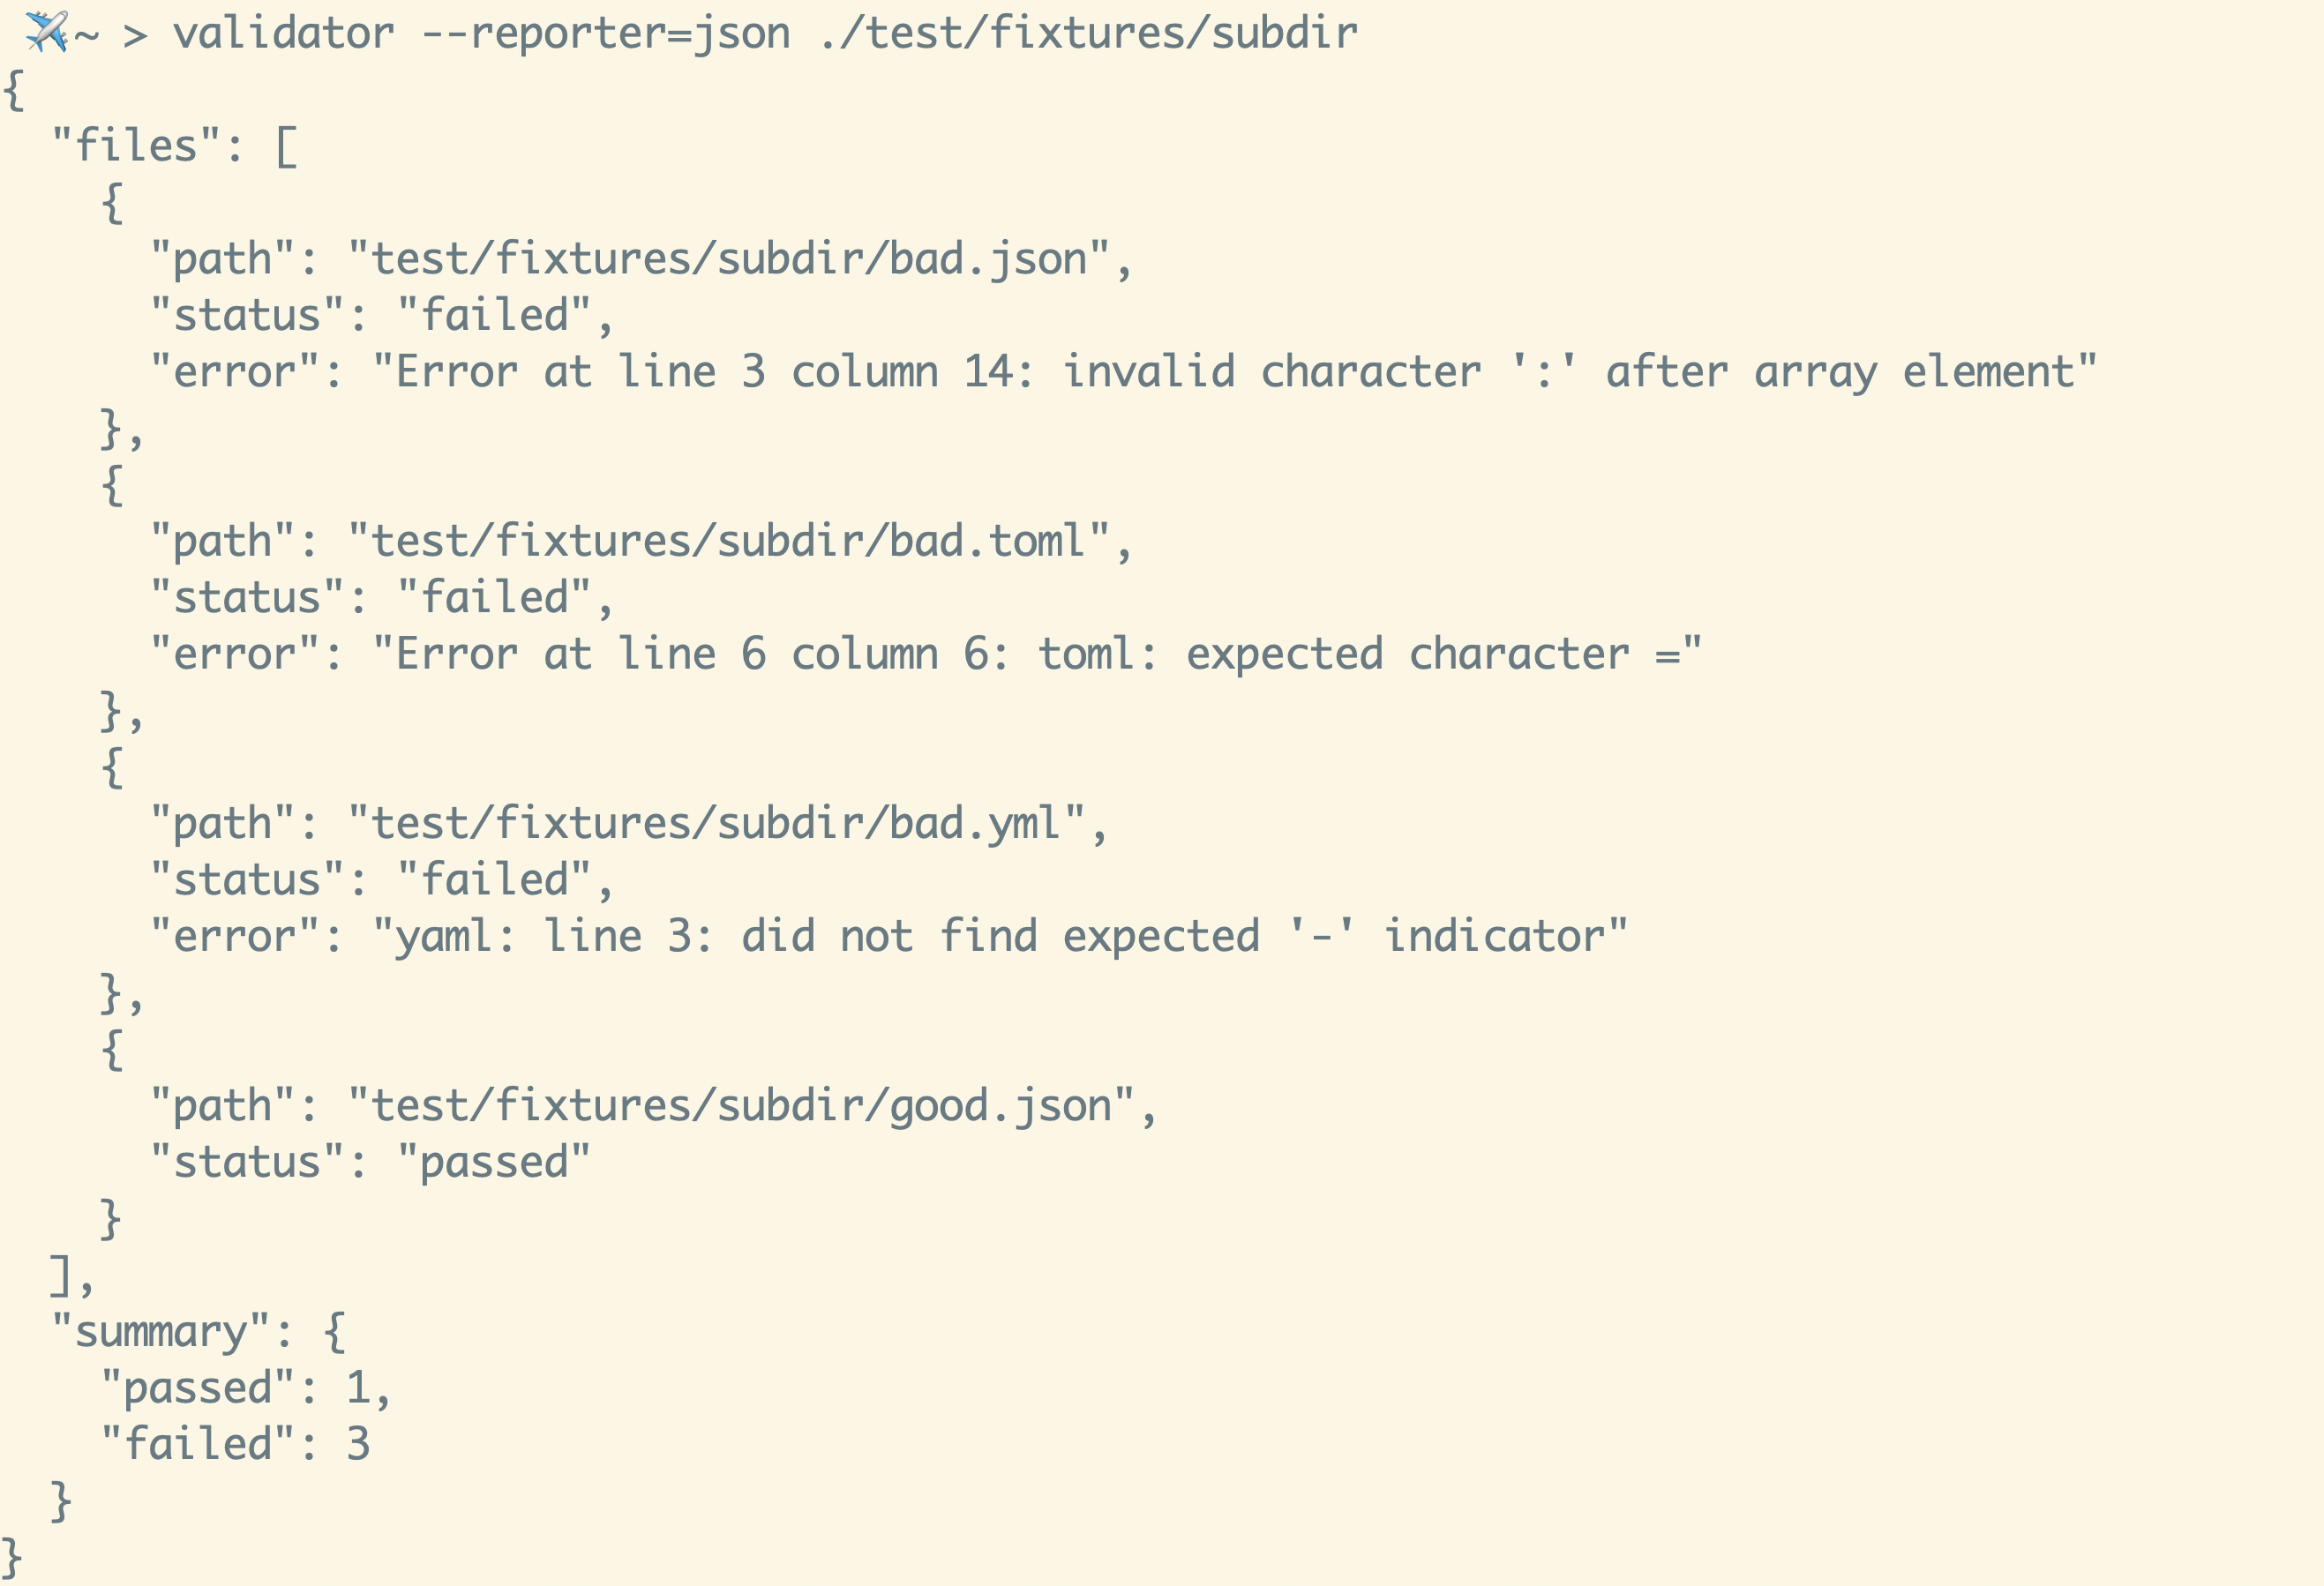 ✈️~ > validator --reporter=json ./test/fixtures/subdir
{
  "files": [
    {
      "path": "test/fixtures/subdir/bad.json",
      "status": "failed",
      "error": "Error at line 3 column 14: invalid character ':' after array element"
    },
    {
      "path": "test/fixtures/subdir/bad.toml",
      "status": "failed",
      "error": "Error at line 6 column 6: toml: expected character ="
    },
    {
      "path": "test/fixtures/subdir/bad.yml",
      "status": "failed",
      "error": "yaml: line 3: did not find expected '-' indicator"
    },
    {
      "path": "test/fixtures/subdir/good.json",
      "status": "passed"
    }
  ],
  "summary": {
    "passed": 1,
    "failed": 3
  }
}